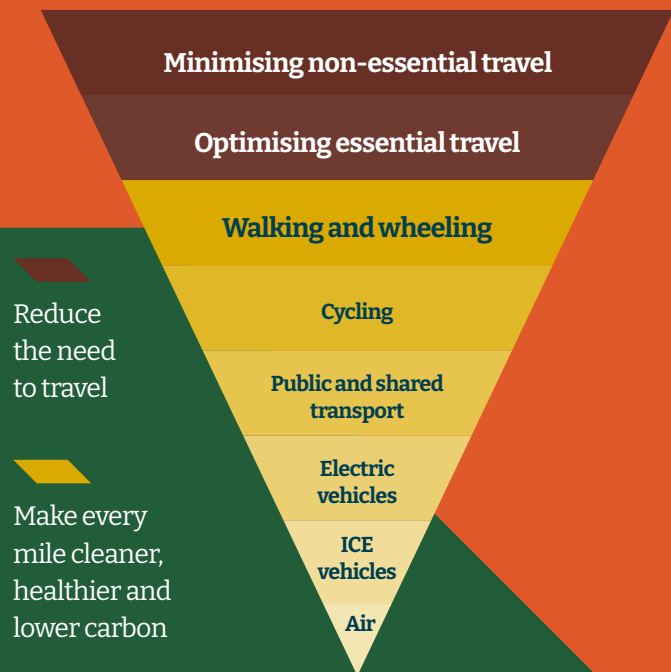 Minimising non-essential travel
Optimising essential travel
Walking and wheeling
Cycling
Public and shared
transport
Electric
vehicles
ICE
vehicles
Air
Reduce
the need
to travel
Make every
mile cleaner,
healthier and
lower carbon